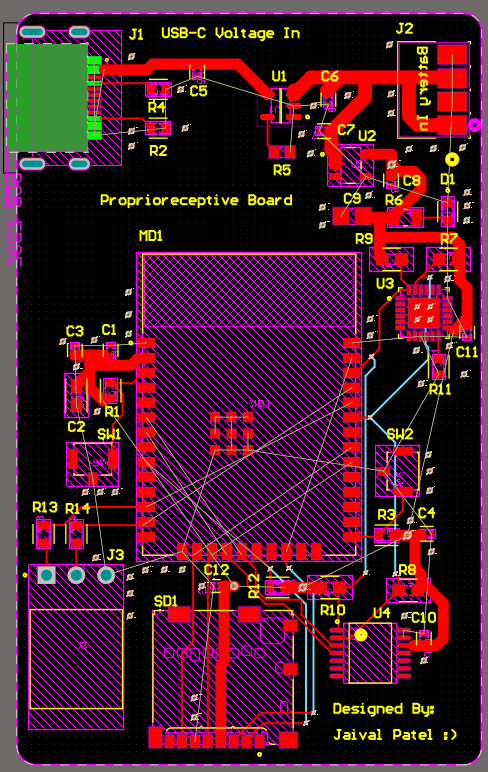 J1
USB-C Voltage In
J2
Battery In
U1
C6
C5
R4
C7
U2
R2
R5
C8
D1
PCB EDGE
Proprioreceptive Board
C9
R6
MD1
R9
R7
U3
C3
C1
C11
R11
R1
C2
SW1
SW2
R13
R14
R3
C4
J3
C12
R12
R8
SD1
R10
U4
C10
Designed By:
Jaival Patel :)